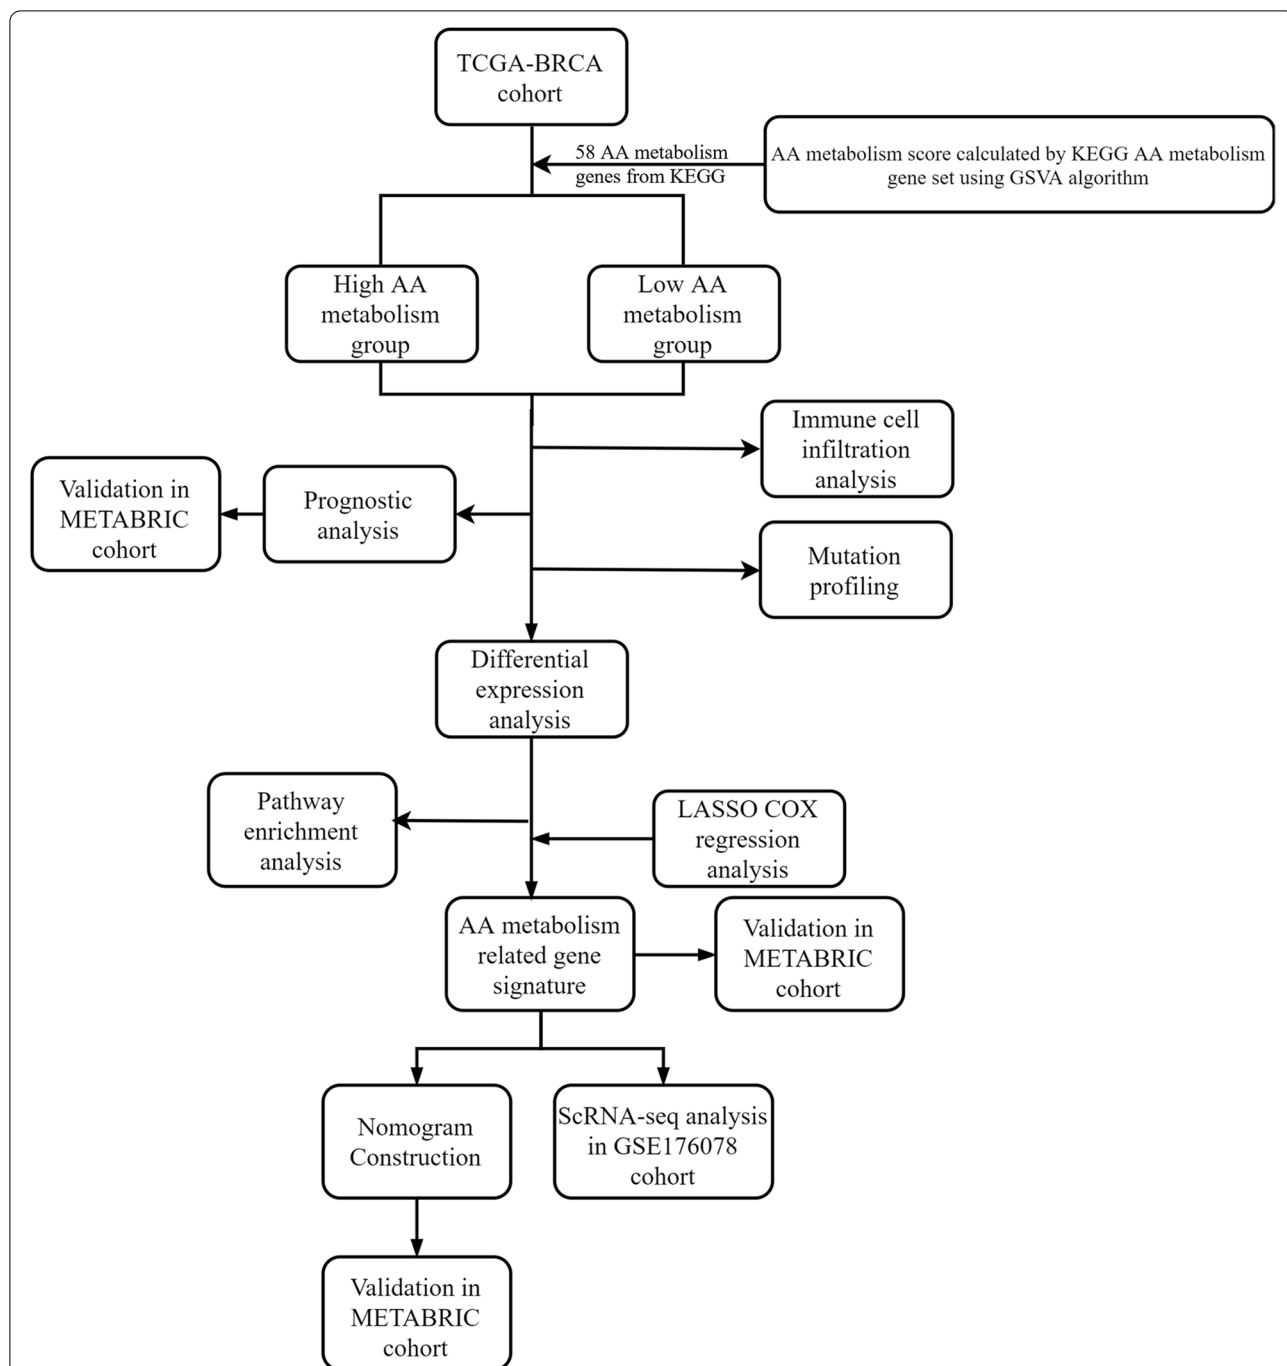 TCGA-BRCA
cohort
58 AA metabolism
genes from KEGG
AA metabolism score calculated by KEGG AA metabolism
gene set using GSVA algorithm
High AA
metabolism
group
Low AA
metabolism
group
Immune cell
infiltration
analysis
Validation in
METABRIC
cohort
Prognostic
analysis
Mutation
profiling
Differential
expression
analysis
Pathway
enrichment
analysis
LASSO COX
regression
analysis
AA metabolism
related gene
signature
Validation in
METABRIC
cohort
Nomogram
Construction
ScRNA-seq analysis
in GSE176078
cohort
Validation in
METABRIC
cohort